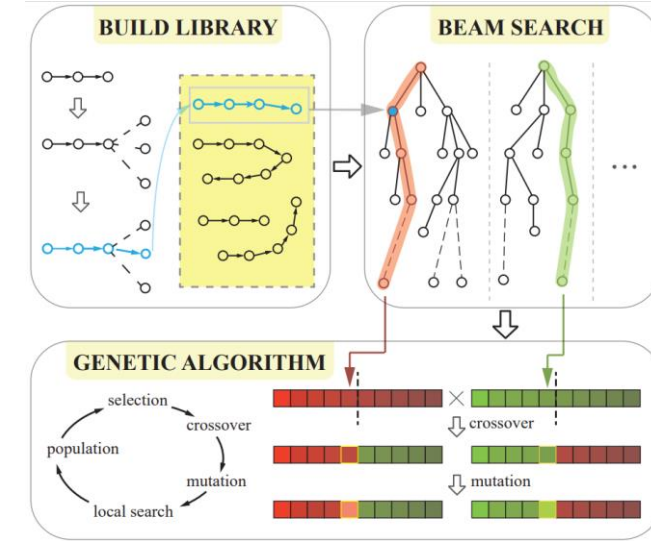 BUILD LIBRARY
BEAM SEARCH
...
GENETIC ALGORITHM
selection
crossover
mutation
local search
population
crossover
mutation